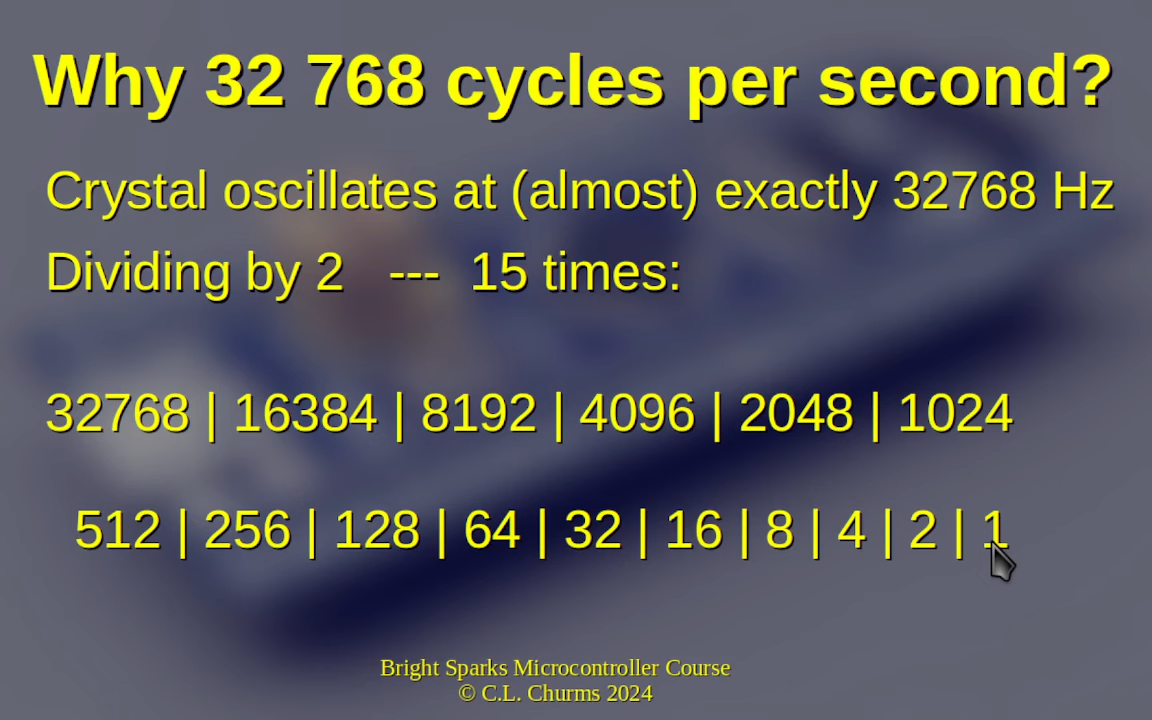 Why 32 768 cycles per second?
Crystal oscillates at (almost) exactly 32768 Hz
Dividing by 2   ---  15 times:
32768 | 16384 | 8192 | 4096 | 2048 | 1024
512 | 256 | 128 | 64 | 32 | 16 | 8 | 4 | 2 | 1
Bright Sparks Microcontroller Course
© C.L. Churms 2024